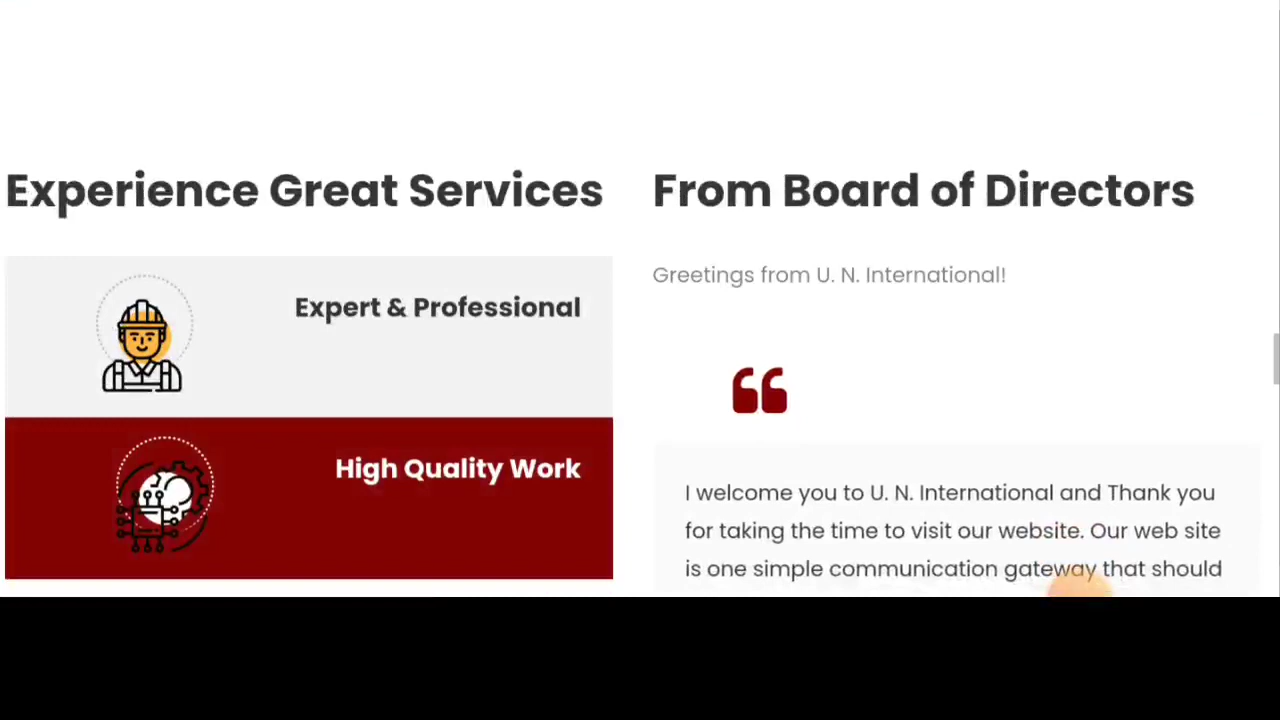 Experience Great Services
Expert & Professional
High Quality Work
From Board of Directors
Greetings from U. N. International!
I welcome you to U. N. International and Thank you
for taking the time to visit our website. Our web site
is one simple communication gateway that should